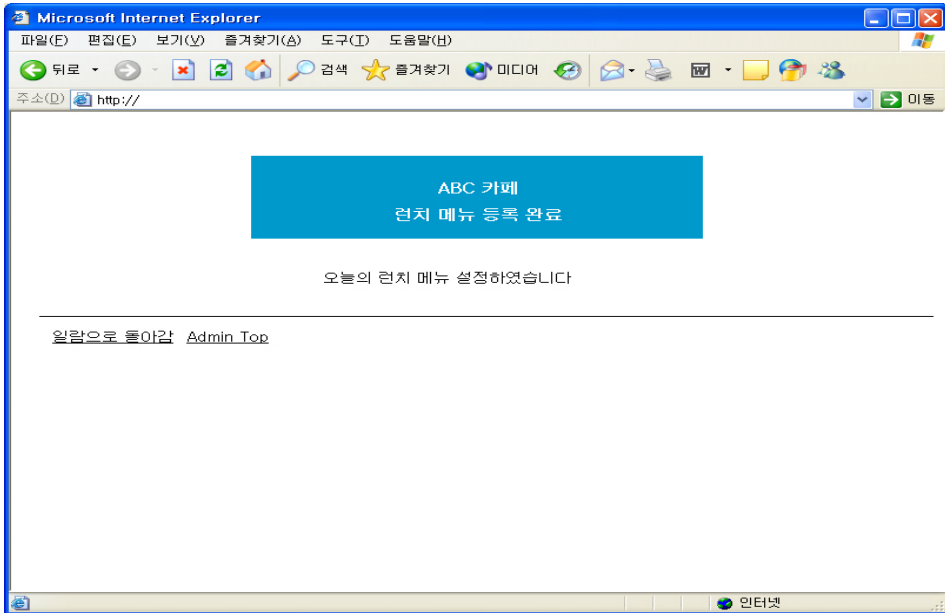 Microsoft Internet Explorer
파일(F) 편집(E) 보기(V) 즐겨찾기(A) 도구(T) 도움말(H)
뒤로 검색 즐겨찾기 미디어
주소(D) http:// 이동
ABC 카페
런치 메뉴 등록 완료
오늘의 런치 메뉴 설정하였습니다
일람으로 돌아감 Admin Top
인터넷